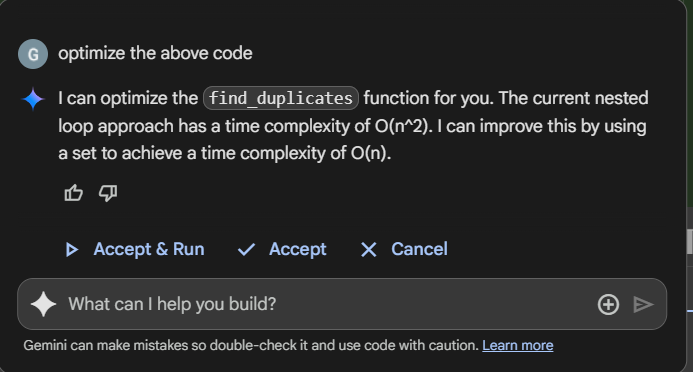 G optimize the above code
I can optimize the find_duplicates function for you. The current nested
loop approach has a time complexity of O(n^2). I can improve this by using
a set to achieve a time complexity of O(n).
Accept & Run Accept Cancel
What can I help you build?
Gemini can make mistakes so double-check it and use code with caution. Learn more